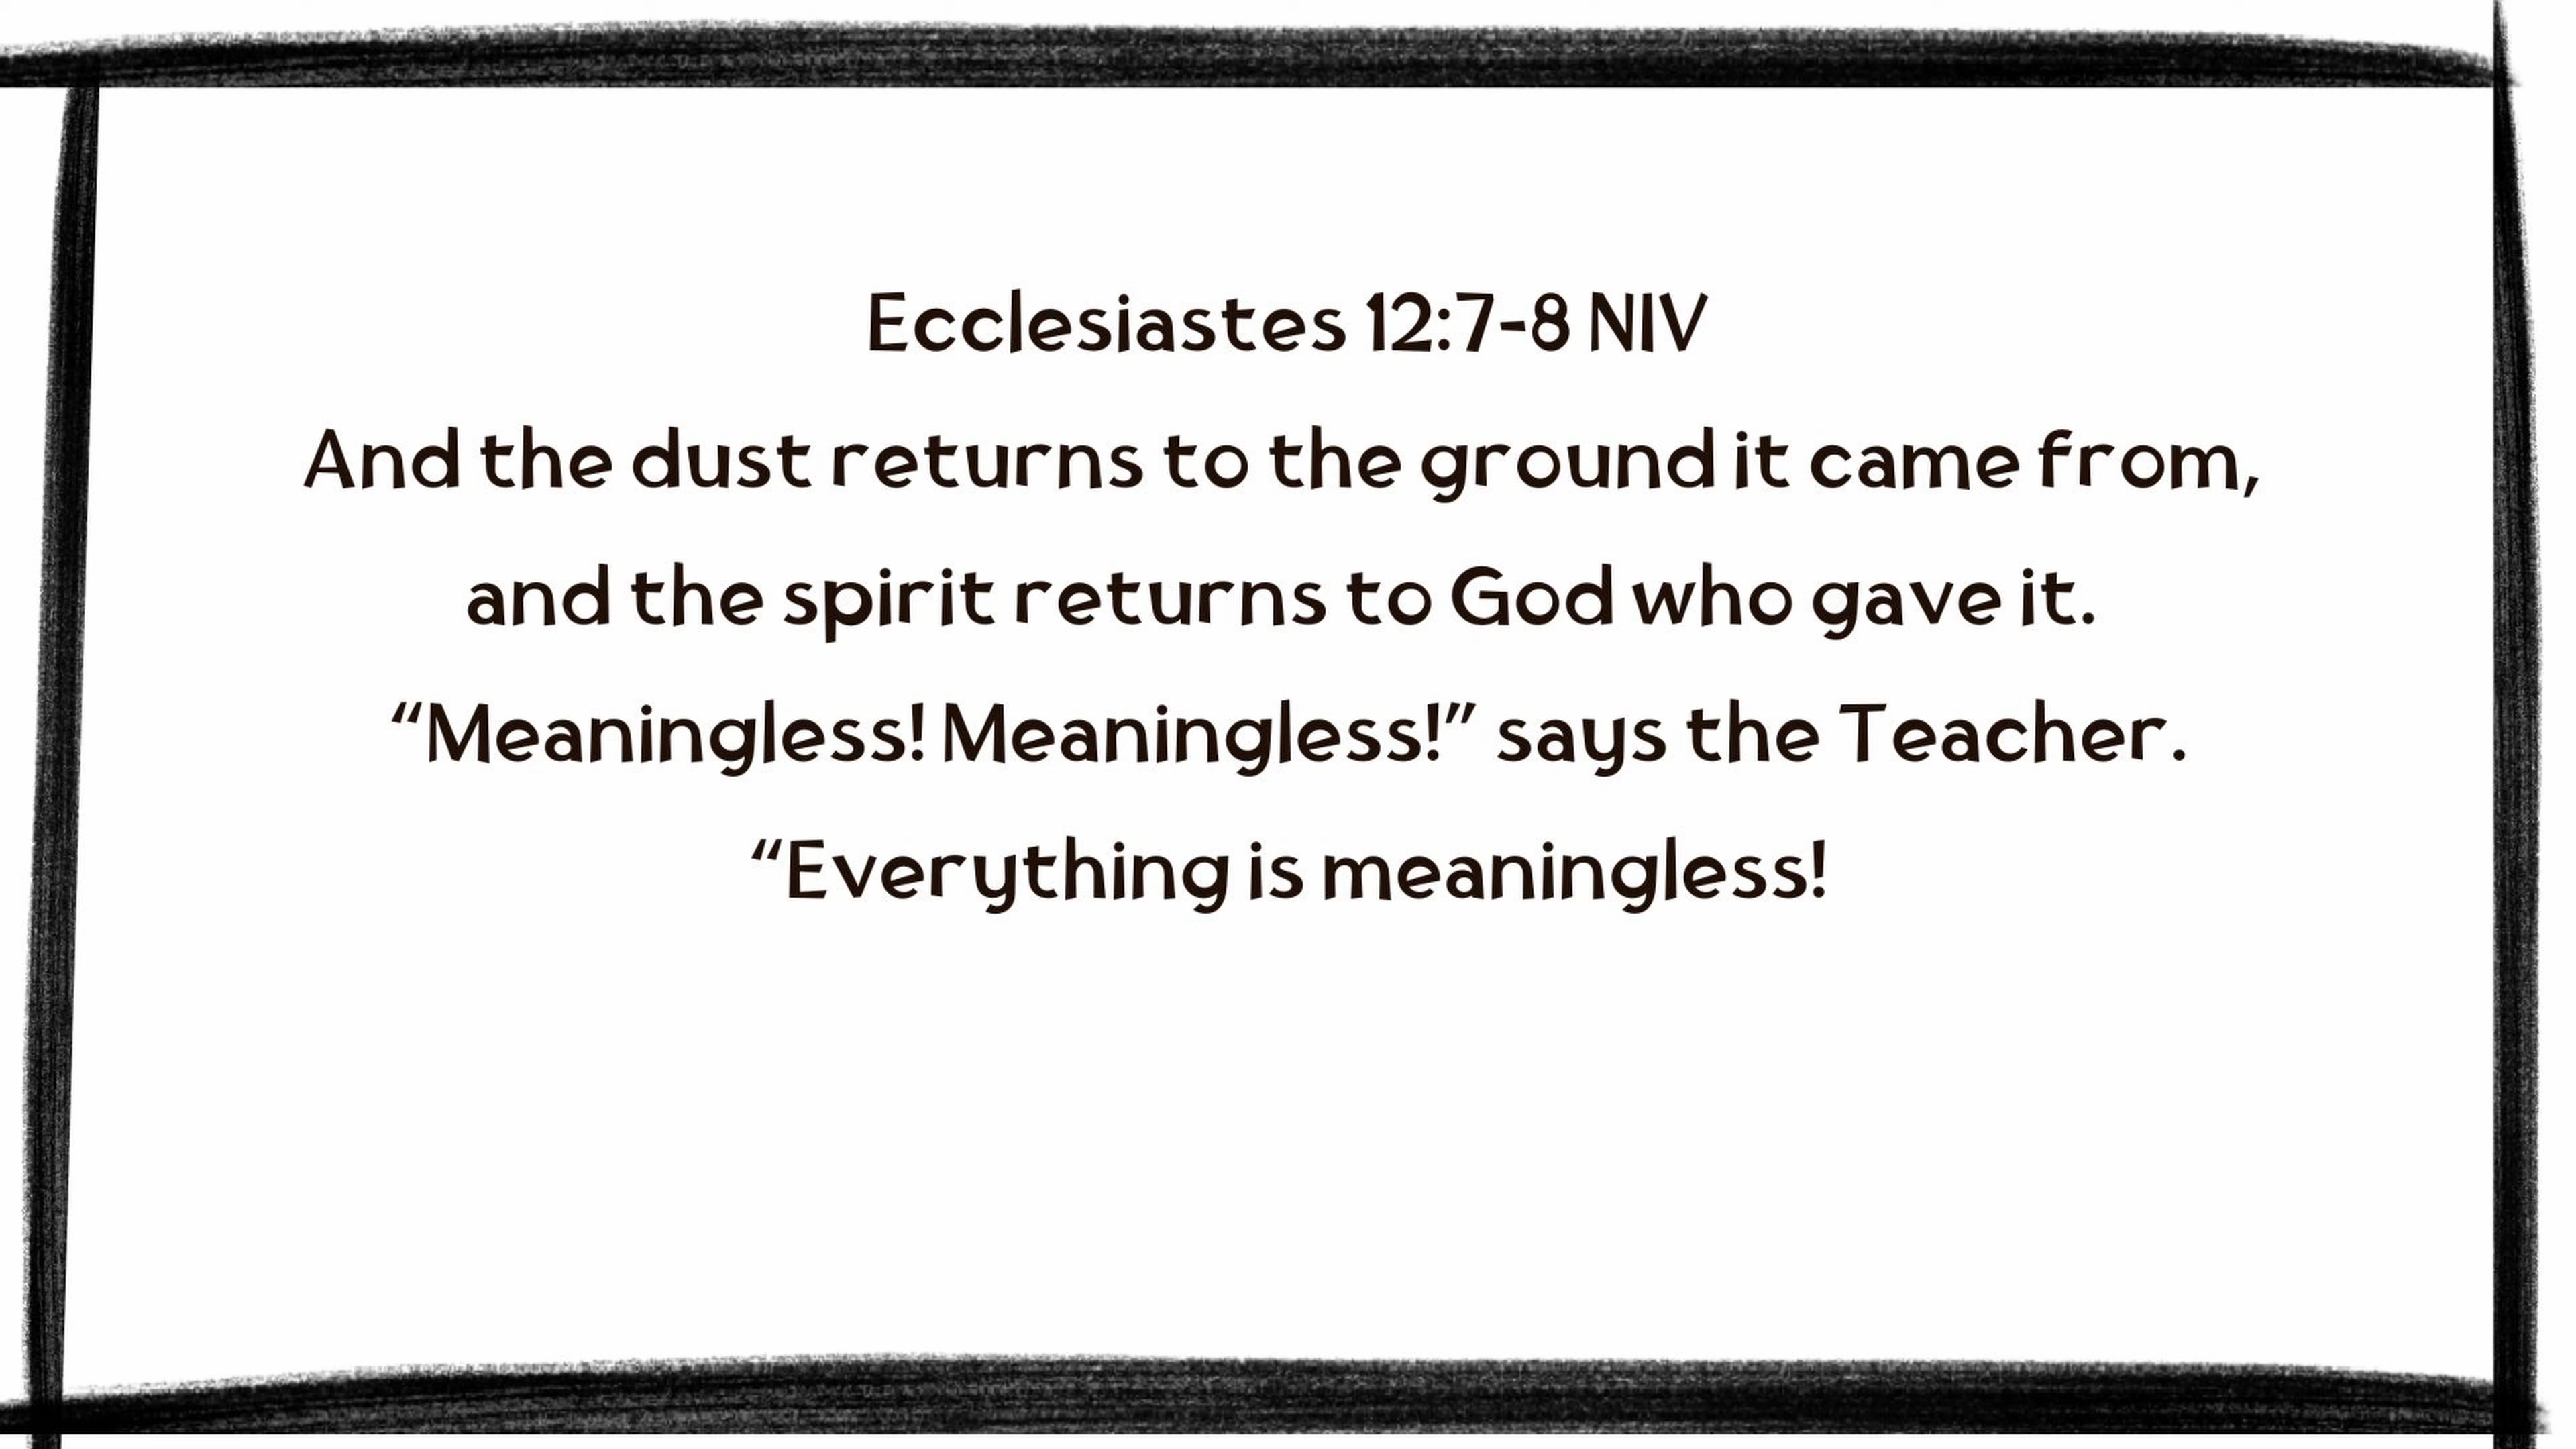 Ecclesiastes 12:7-8 NIV
And the dust returns to the ground it came from,
and the spirit returns to God who gave it.
“Meaningless! Meaningless!” says the Teacher.
“Everything is meaningless!